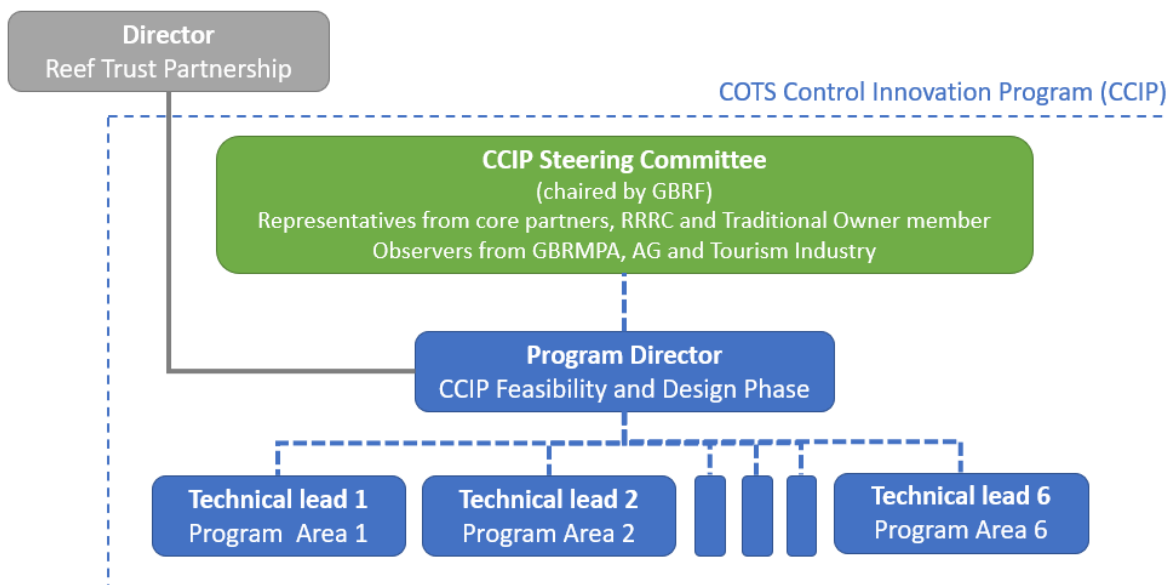 Director
Reef Trust Partnership
COTS Control Innovation Program (CCIP)
CCIP Steering Committee
(chaired by GBRF)
Representatives from core partners, RRRC and Traditional Owner member
Observers from GBRMPA, AG and Tourism Industry
Program Director
CCIP Feasibility and Design Phase
Technical lead 1
Program Area 1
Technical lead 2
Program Area 2
Technical lead 6
Program Area 6